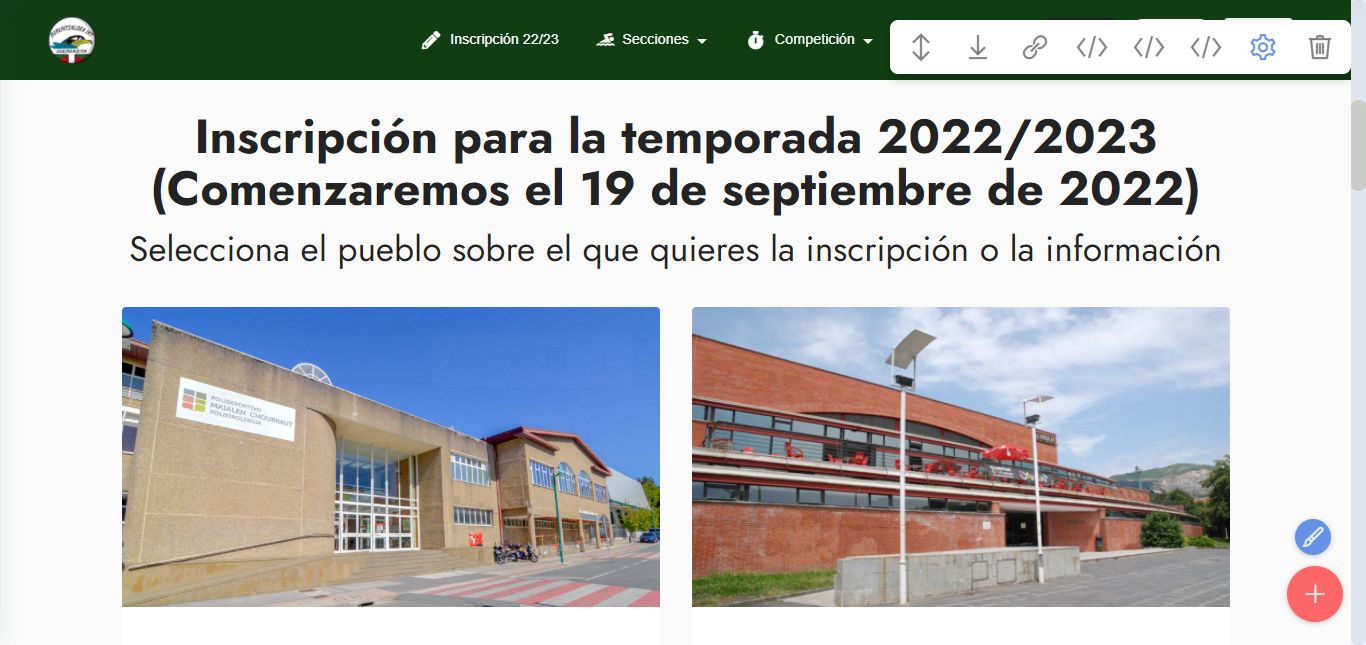 Inscripción 22/23
Secciones
Competición
Inscripción para la temporada 2022/2023
(Comenzaremos el 19 de septiembre de 2022)
Selecciona el pueblo sobre el que quieres la inscripción o la información
POLIDEPORTIVO
MAIALEN CHOURRAUT
POLIKIROLDEGIA